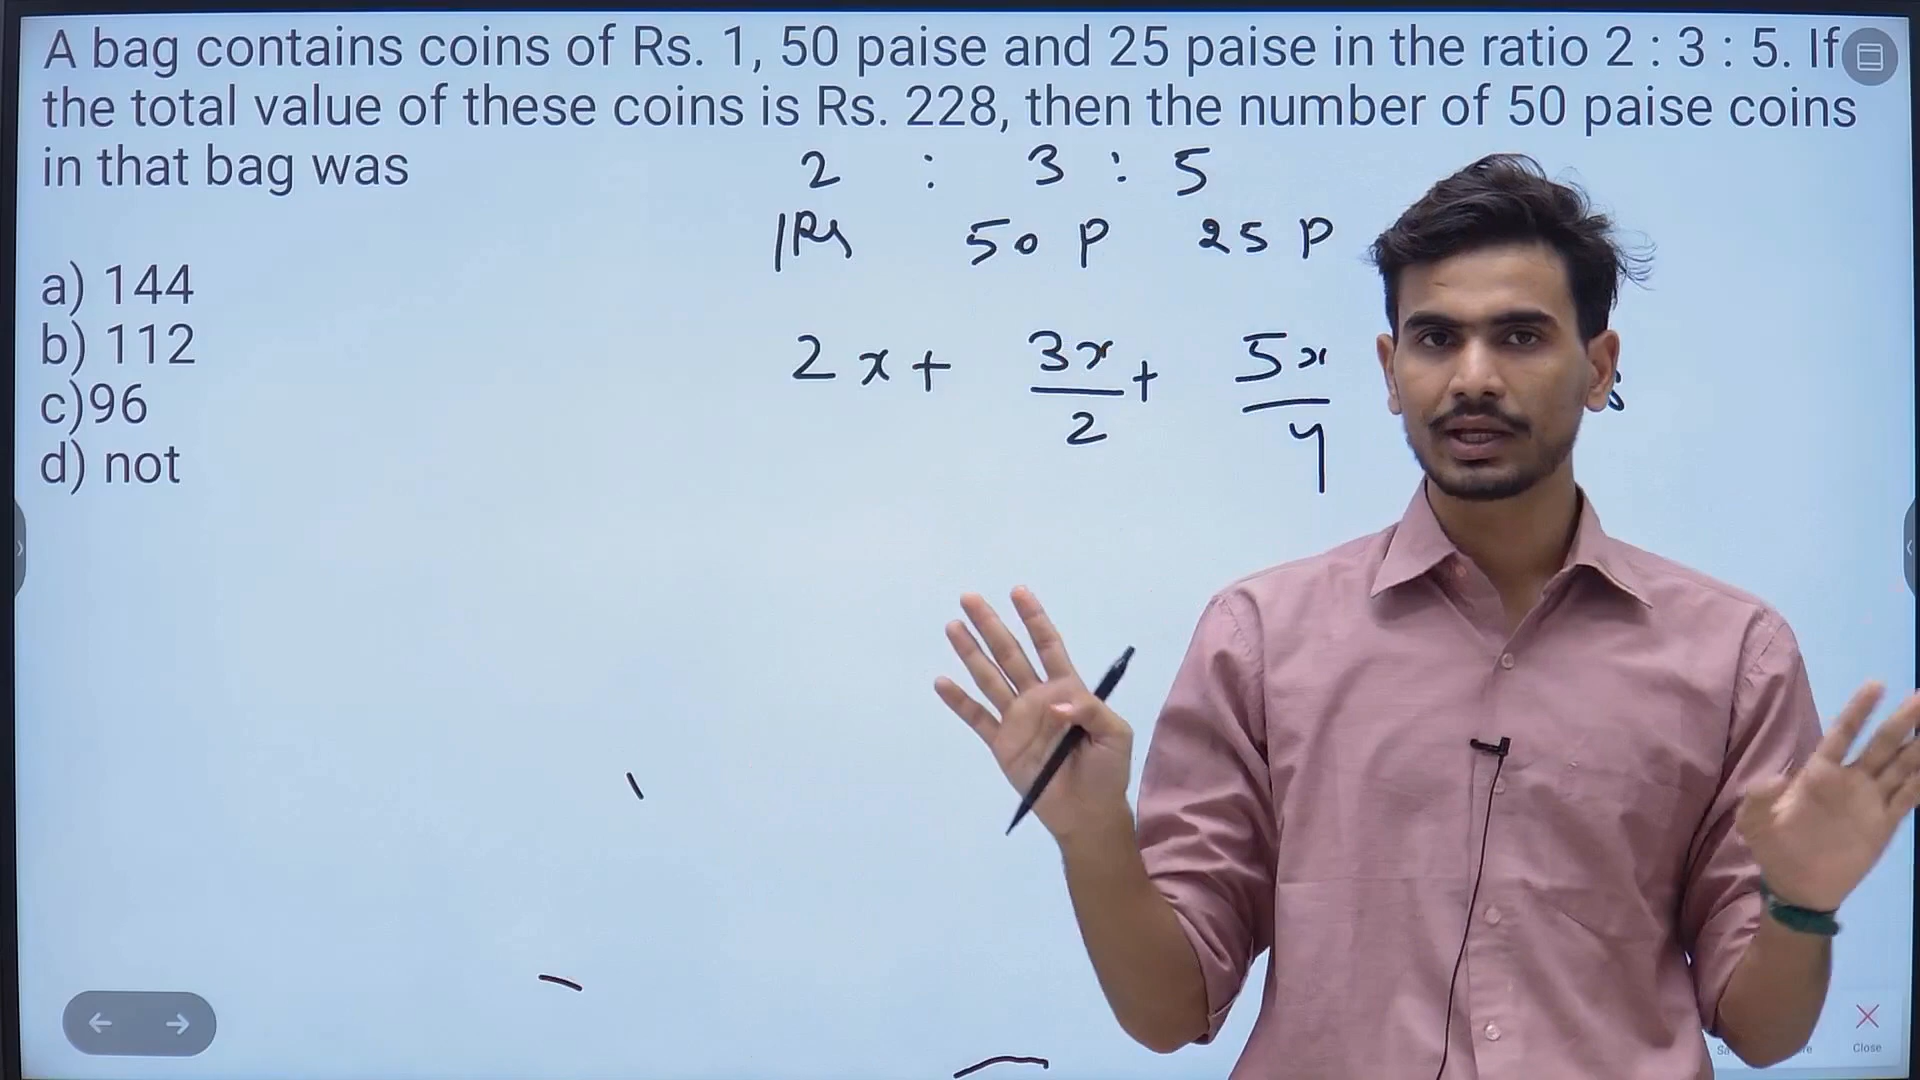 A bag contains coins of Rs. 1, 50 paise and 25 paise in the ratio 2 : 3 : 5. If
the total value of these coins is Rs. 228, then the number of 50 paise coins
in that bag was
2 : 3 : 5
1Rs 50 P 25 P
a) 144
b) 112
c)96
d) not
2x + 3x/2 + 5x/4
Close